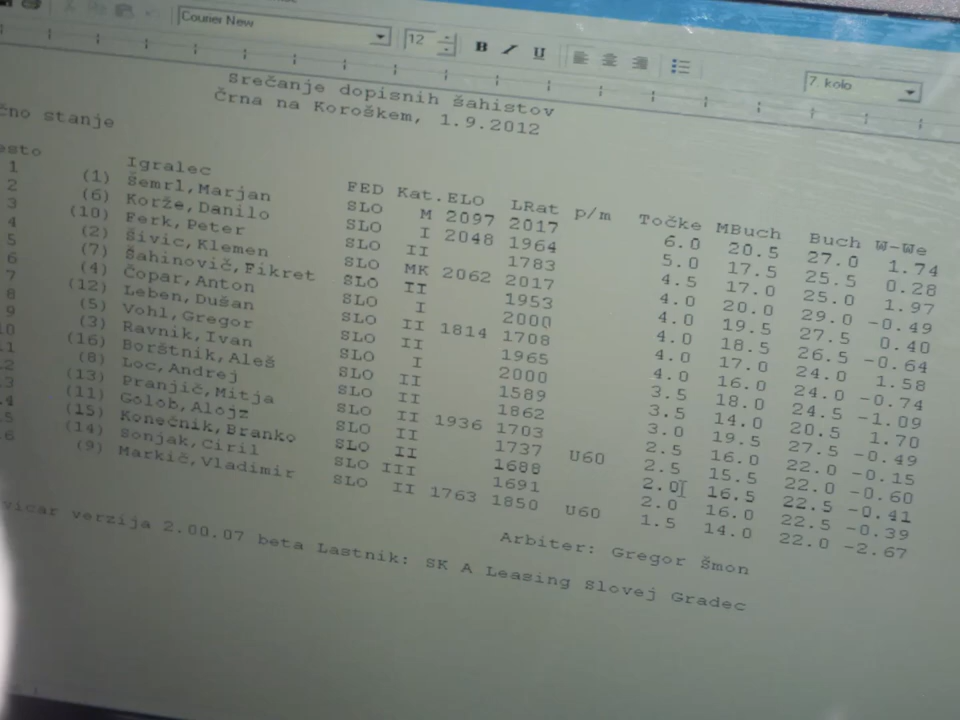 Courier New 12 B I U 7. kolo
Srečanje dopisnih šahistov
Črna na Koroškem, 1.9.2012
čno stanje
esto Igralec FED Kat.ELO LRat p/m Točke MBuch Buch W-We
1 (1) Šemrl,Marjan SLO M 2097 2017 6.0 20.5 27.0 1.74
2 (6) Korže,Danilo SLO I 2048 1964 5.0 17.5 25.5 0.28
3 (10) Ferk,Peter SLO II 1783 4.5 17.0 25.0 1.97
4 (2) Šivic,Klemen SLO MK 2062 2017 4.0 20.0 29.0 -0.49
5 (7) Šahinovič,Fikret SLO II 1953 4.0 19.5 27.5 0.40
6 (4) Čopar,Anton SLO I 2000 4.0 18.5 26.5 -0.64
7 (12) Leben,Dušan SLO II 1814 1708 4.0 17.0 24.0 1.58
8 (5) Vohl,Gregor SLO II 1965 4.0 16.0 24.0 -0.74
9 (3) Ravnik,Ivan SLO I 2000 3.5 18.0 24.5 -1.09
10 (16) Borštnik,Aleš SLO II 1589 3.5 14.0 20.5 1.70
11 (8) Loc,Andrej SLO II 1862 3.0 19.5 27.5 -0.49
2 (13) Pranjič,Mitja SLO II 1936 1703 2.5 16.0 22.0 -0.15
3 (11) Golob,Alojz SLO II 1737 U60 2.5 15.5 22.0 -0.60
4 (15) Konečnik,Branko SLO II 1688 2.0 16.5 22.5 -0.41
5 (14) Sonjak,Ciril SLO III 1691 2.0 16.0 22.5 -0.39
6 (9) Markič,Vladimir SLO II 1763 1850 U60 1.5 14.0 22.0 -2.67
Arbiter: Gregor Šmon
vicar verzija 2.00.07 beta Lastnik: SK A Leasing Slovej Gradec